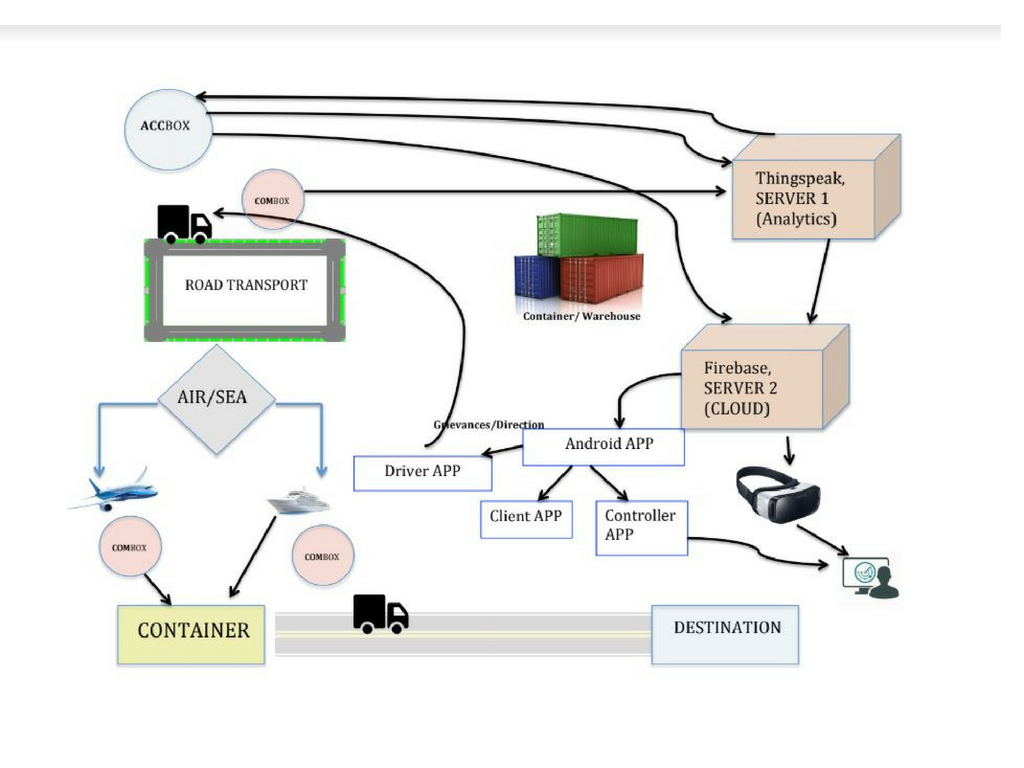 ACCBOX
Thingspeak,
SERVER 1
(Analytics)
COMBOX
ROAD TRANSPORT
Container/ Warehouse
Firebase,
SERVER 2
(CLOUD)
AIR/SEA
Grievances/Direction
Android APP
Driver APP
Client APP
Controller
APP
COMBOX
COMBOX
CONTAINER
DESTINATION